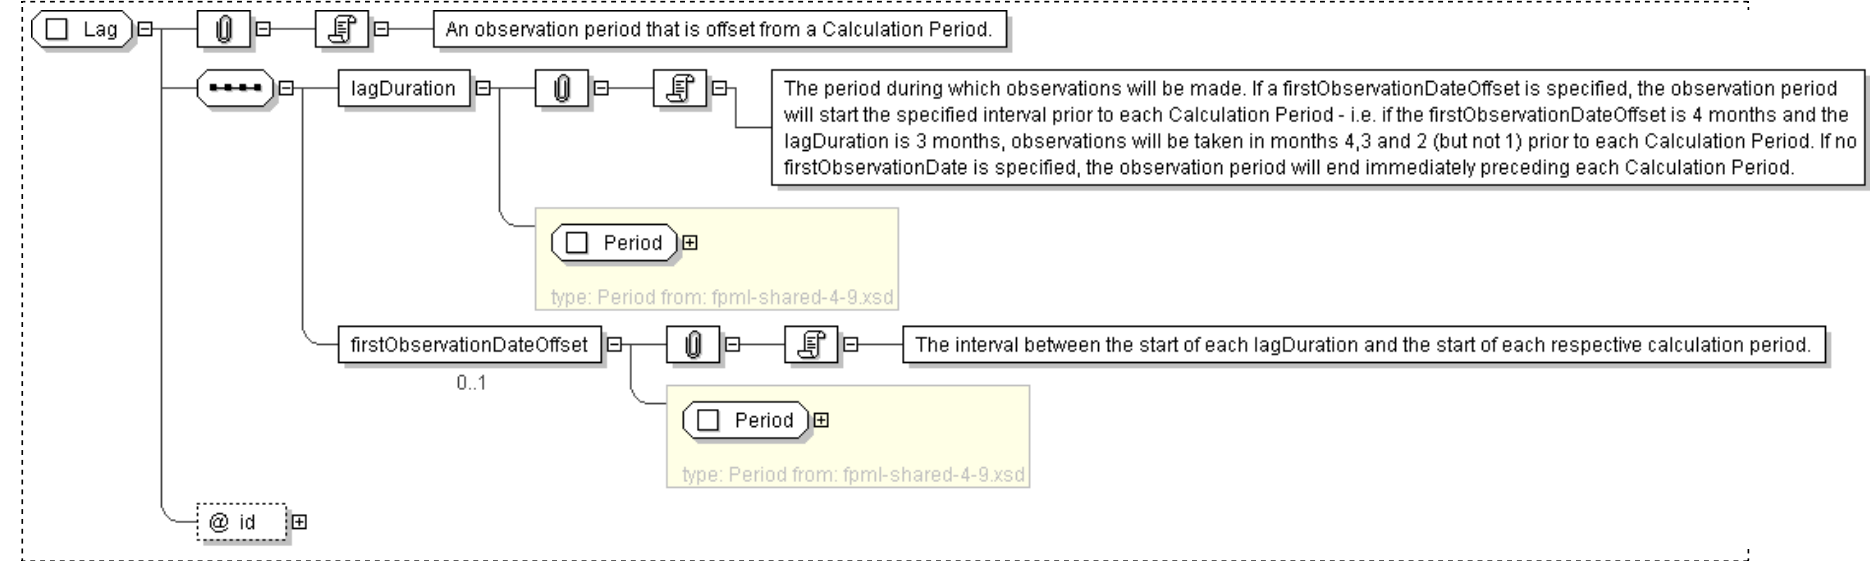 Lag
An observation period that is offset from a Calculation Period.
lagDuration
The period during which observations will be made. If a firstObservationDateOffset is specified, the observation period
will start the specified interval prior to each Calculation Period - i.e. if the firstObservationDateOffset is 4 months and the
lagDuration is 3 months, observations will be taken in months 4,3 and 2 (but not 1) prior to each Calculation Period. If no
firstObservationDate is specified, the observation period will end immediately preceding each Calculation Period.
Period
type: Period from: fpml-shared-4-9.xsd
firstObservationDateOffset
The interval between the start of each lagDuration and the start of each respective calculation period.
0..1
Period
type: Period from: fpml-shared-4-9.xsd
@ id